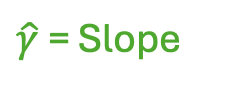 γ̂ = Slope